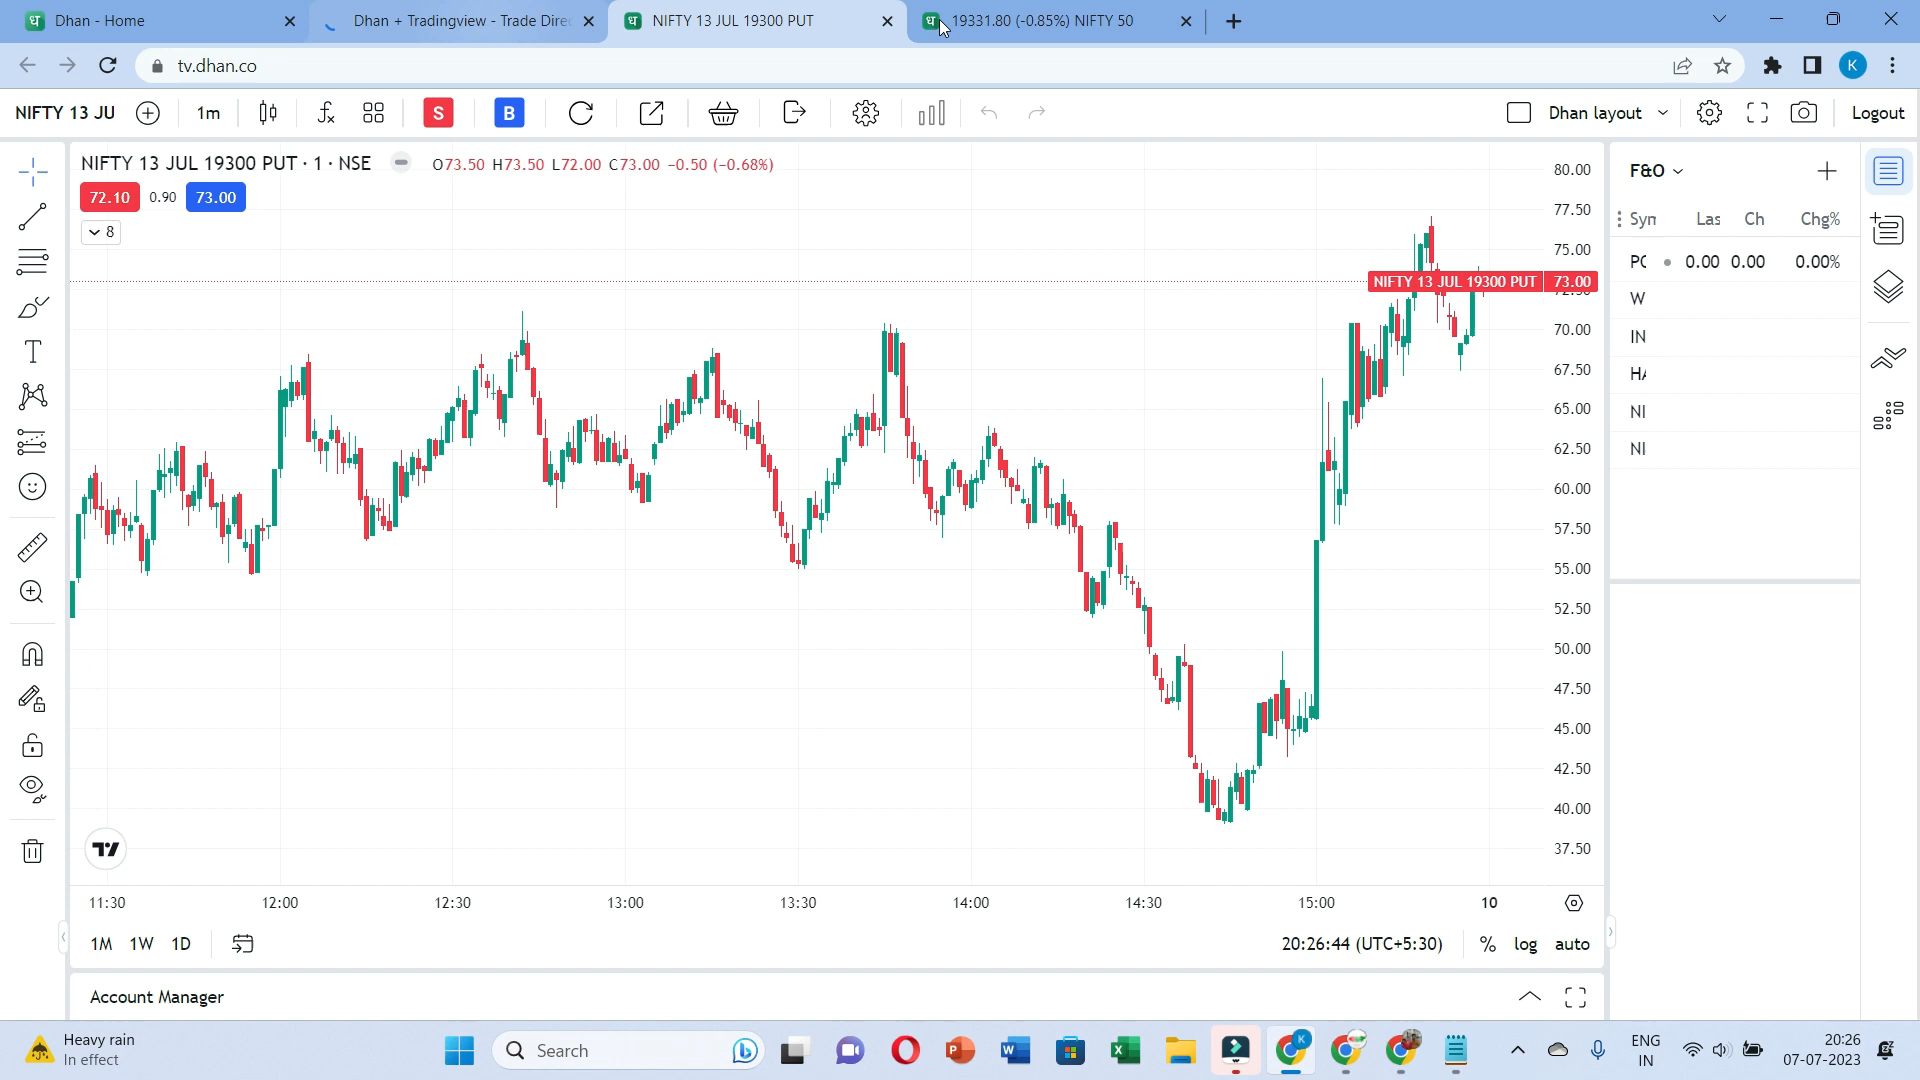 Dhan - Home
Dhan + Tradingview - Trade Dire
NIFTY 13 JUL 19300 PUT
19331.80 (-0.85%) NIFTY 50
tv.dhan.co
K
NIFTY 13 JU
1m
S
B
Dhan layout
Logout
NIFTY 13 JUL 19300 PUT · 1 · NSE
O73.50 H73.50 L72.00 C73.00 -0.50 (-0.68%)
72.10
0.90
73.00
8
80.00
77.50
75.00
NIFTY 13 JUL 19300 PUT 73.00
70.00
67.50
65.00
62.50
60.00
57.50
55.00
52.50
50.00
47.50
45.00
42.50
40.00
37.50
F&O
Syn Las Ch Chg%
PC 0.00 0.00 0.00%
W
IN
HA
NI
NI
11:30 12:00 12:30 13:00 13:30 14:00 14:30 15:00 10
1M 1W 1D
20:26:44 (UTC+5:30)
% log auto
Account Manager
Heavy rain
In effect
Search
ENG
IN
20:26
07-07-2023